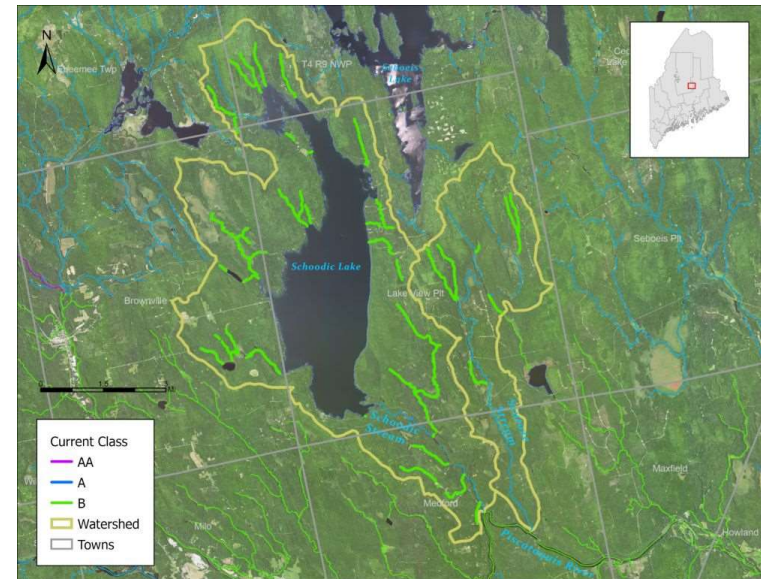 N
T4 R9 NWP
Seboeis
Lake
Schoodic Lake
Seboeis Plt
Lake View Plt
Brownville
Schoodic
Stream
Stream
Maxfield
Medford
Milo
Howland
Piscataquis River
Current Class
AA
A
B
Watershed
Towns